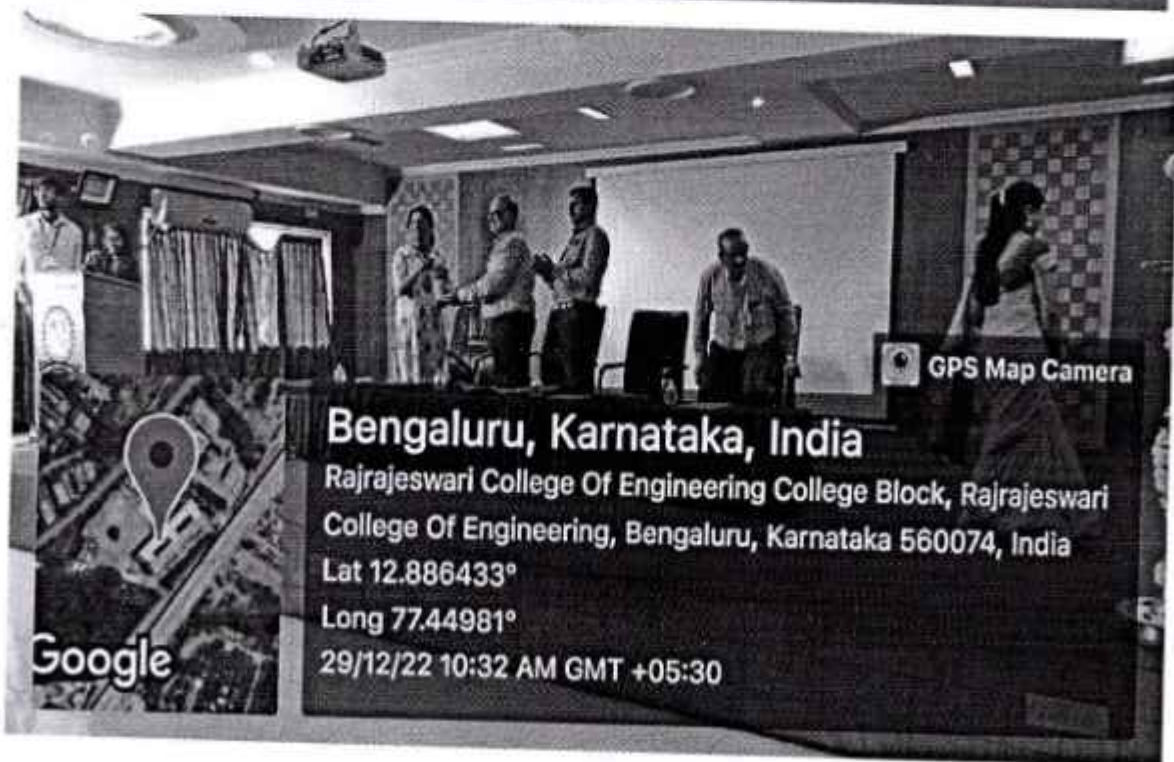 GPS Map Camera
Bengaluru, Karnataka, India
Rajrajeswari College Of Engineering College Block, Rajrajeswari
College Of Engineering, Bengaluru, Karnataka 560074, India
Lat 12.886433°
Long 77.44981°
29/12/22 10:32 AM GMT +05:30
Google